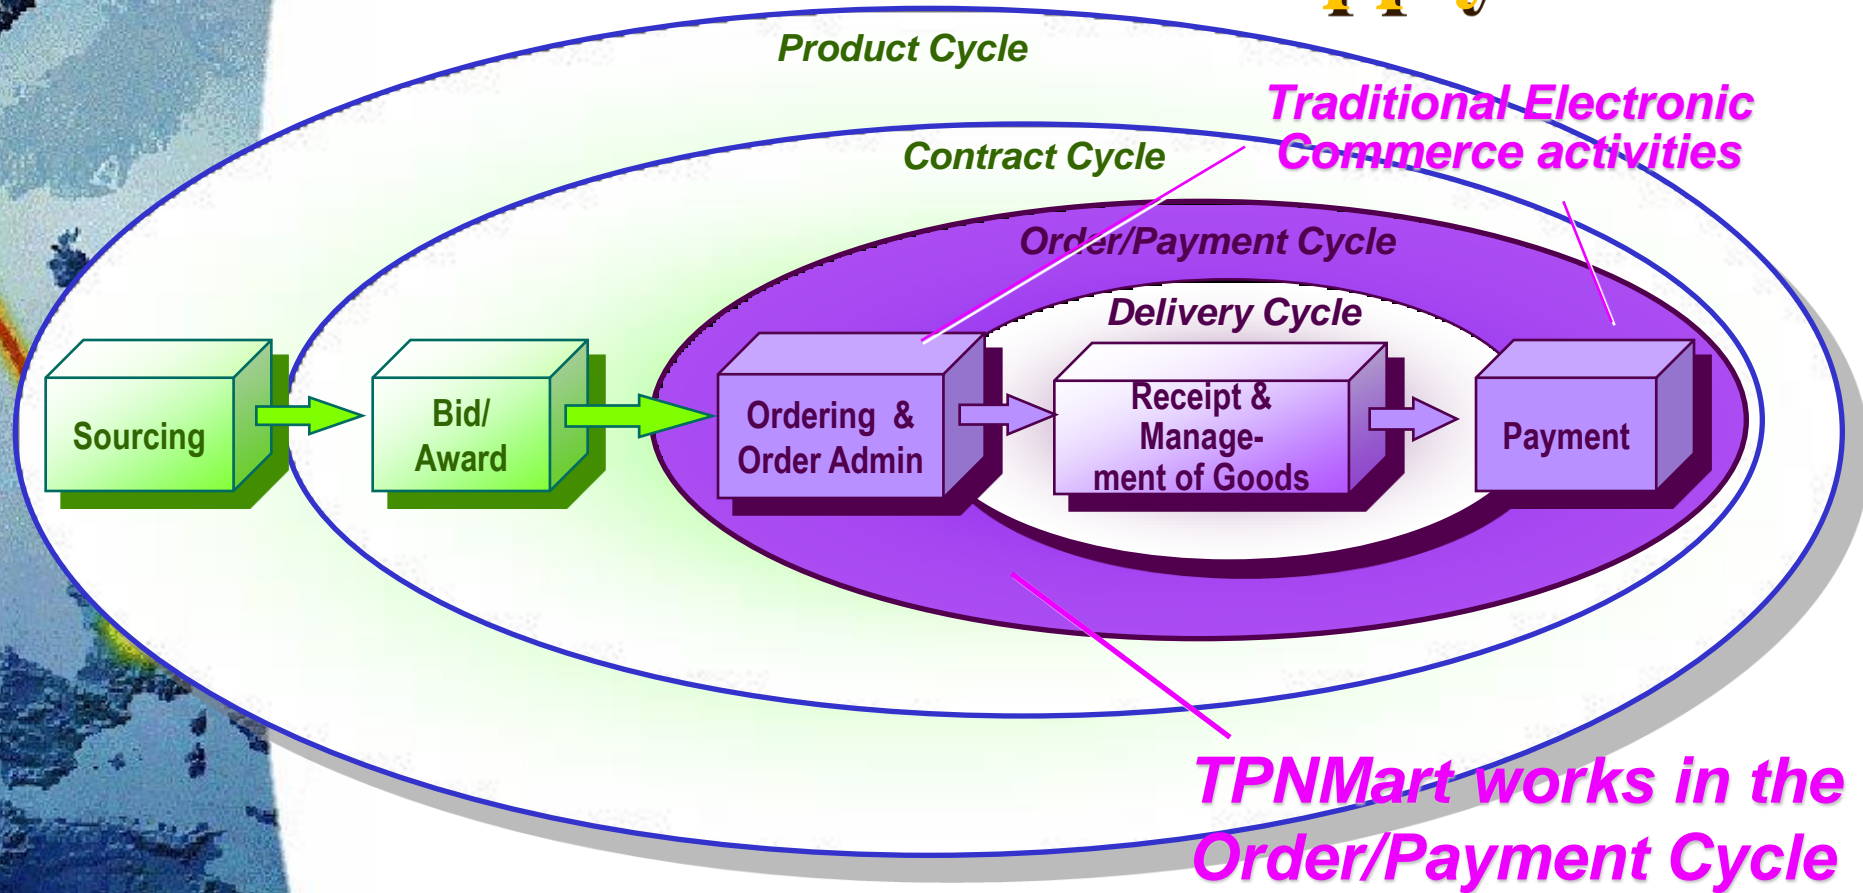 Product Cycle
Traditional Electronic
Commerce activities
Contract Cycle
Order/Payment Cycle
Delivery Cycle
Sourcing
Bid/
Award
Ordering &
Order Admin
Receipt &
Manage-
ment of Goods
Payment
TPNMart works in the
Order/Payment Cycle